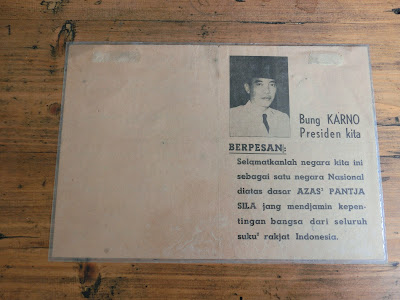 Bung KARNO
Presiden kita
BERPESAN:
Selamatkanlah negara kita ini
sebagai satu negara Nasional
diatas dasar AZAS² PANTJA
SILA jang mendjamin kepen-
tingan bangsa dari seluruh
suku² rakjat Indonesia.